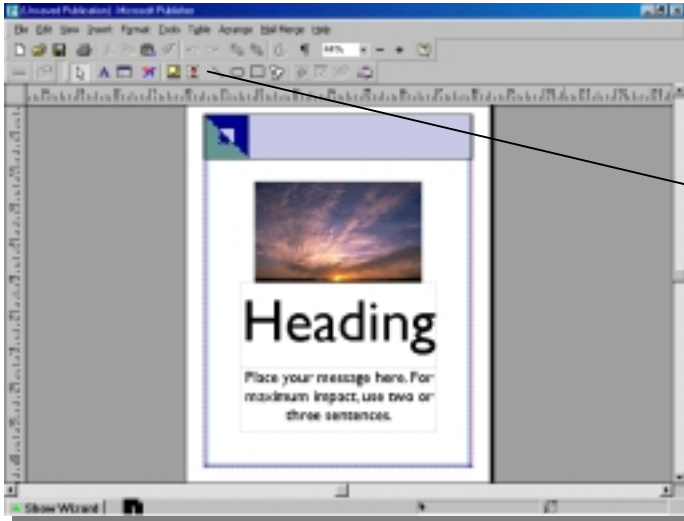 (Unsaved Publication) - Microsoft Publisher
File Edit View Insert Format Tools Table Arrange Mail Merge Help
44%
Heading
Place your message here. For
maximum impact, use two or
three sentences.
Show Wizard